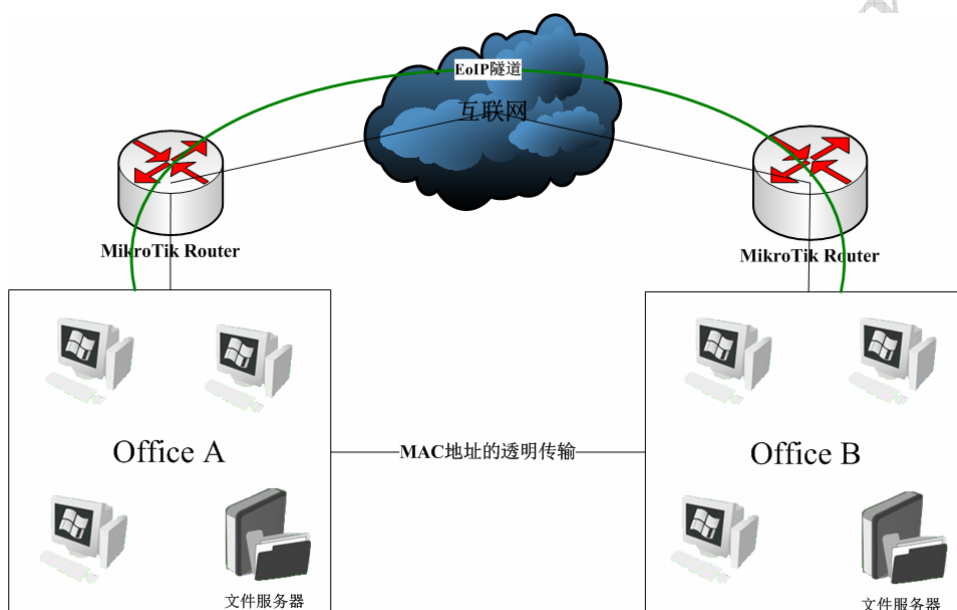 EoIP隧道
互联网
MikroTik Router
MikroTik Router
Office A
MAC地址的透明传输
Office B
文件服务器
文件服务器